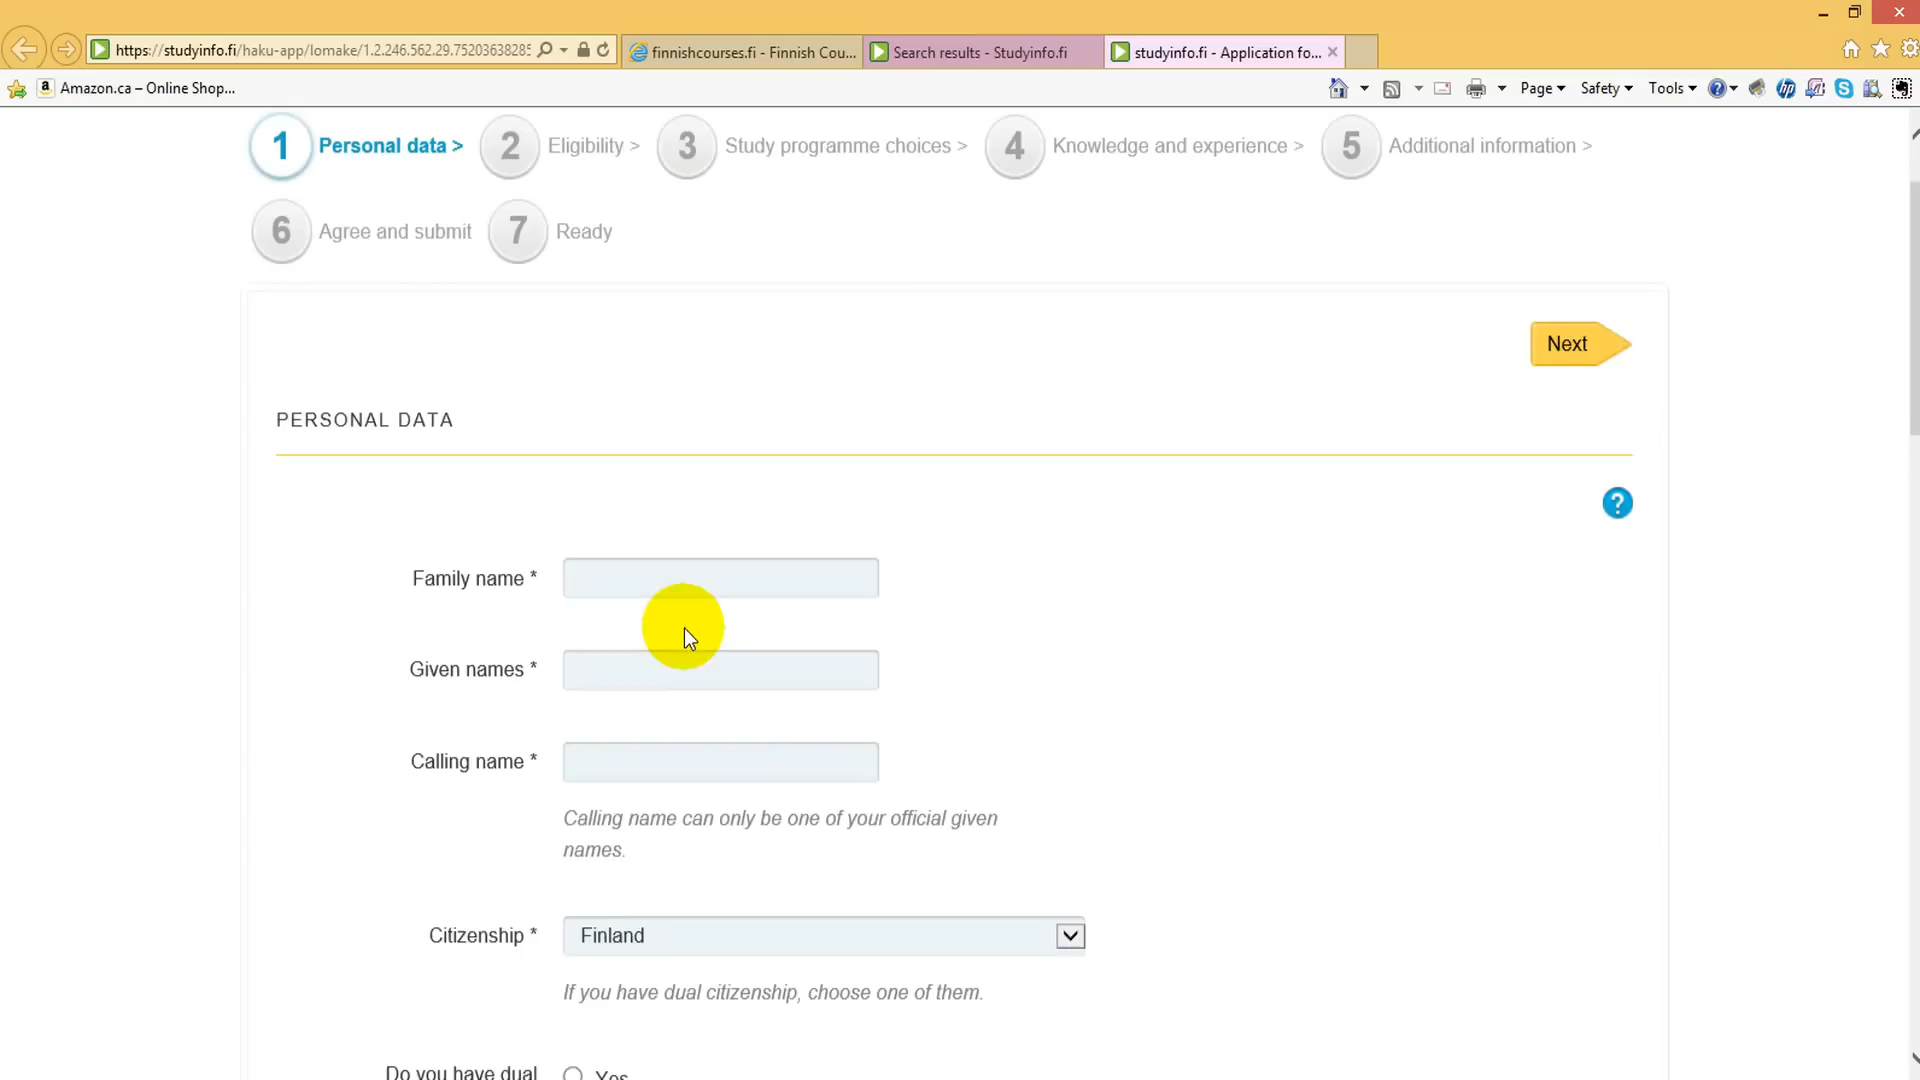 https://studyinfo.fi/haku-app/lomake/1.2.246.562.29.75203638285
finnishcourses.fi - Finnish Cou...
Search results - Studyinfo.fi
studyinfo.fi - Application fo...
Amazon.ca – Online Shop...
Page
Safety
Tools
1 Personal data >
2 Eligibility >
3 Study programme choices >
4 Knowledge and experience >
5 Additional information >
6 Agree and submit
7 Ready
Next
PERSONAL DATA
?
Family name *
Given names *
Calling name *
Calling name can only be one of your official given
names.
Citizenship *
Finland
If you have dual citizenship, choose one of them.
Do you have dual
Yes